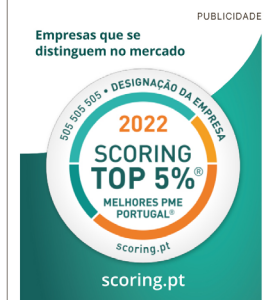 PUBLICIDADE
Empresas que se
distinguem no mercado
505 505 505 • DESIGNAÇÃO DA EMPRESA
2022
SCORING
TOP 5%®
MELHORES PME
PORTUGAL®
scoring.pt
scoring.pt